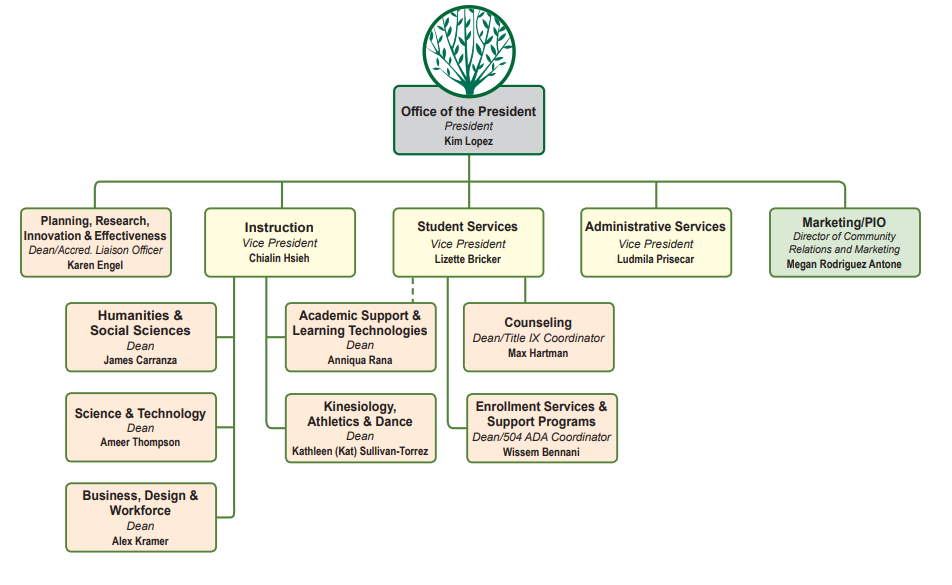 Office of the President
President
Kim Lopez
Planning, Research,
Innovation & Effectiveness
Dean/Accred. Liaison Officer
Karen Engel
Instruction
Vice President
Chialin Hsieh
Student Services
Vice President
Lizette Bricker
Administrative Services
Vice President
Ludmila Prisecar
Marketing/PIO
Director of Community
Relations and Marketing
Megan Rodriguez Antone
Humanities &
Social Sciences
Dean
James Carranza
Academic Support &
Learning Technologies
Dean
Anniqua Rana
Counseling
Dean/Title IX Coordinator
Max Hartman
Science & Technology
Dean
Ameer Thompson
Kinesiology,
Athletics & Dance
Dean
Kathleen (Kat) Sullivan-Torrez
Enrollment Services &
Support Programs
Dean/504 ADA Coordinator
Wissem Bennani
Business, Design &
Workforce
Dean
Alex Kramer